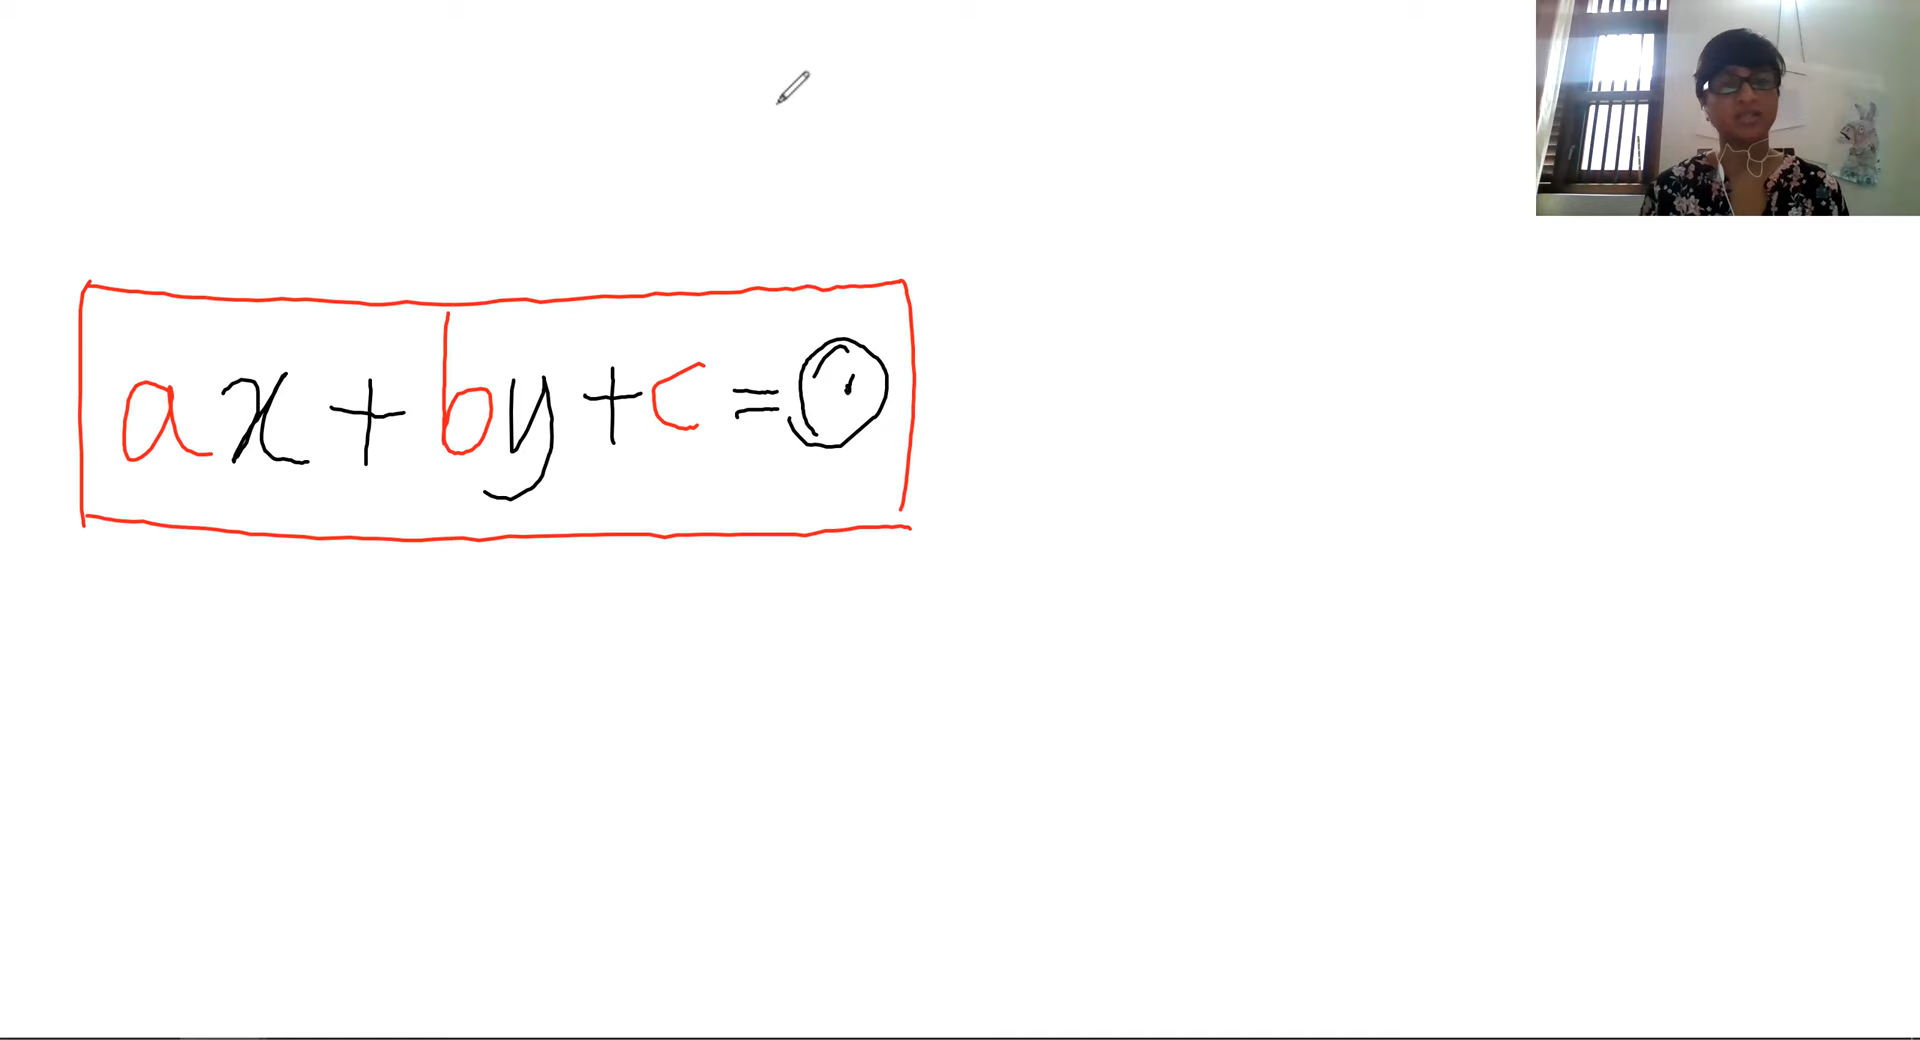 ax + by + c = 0